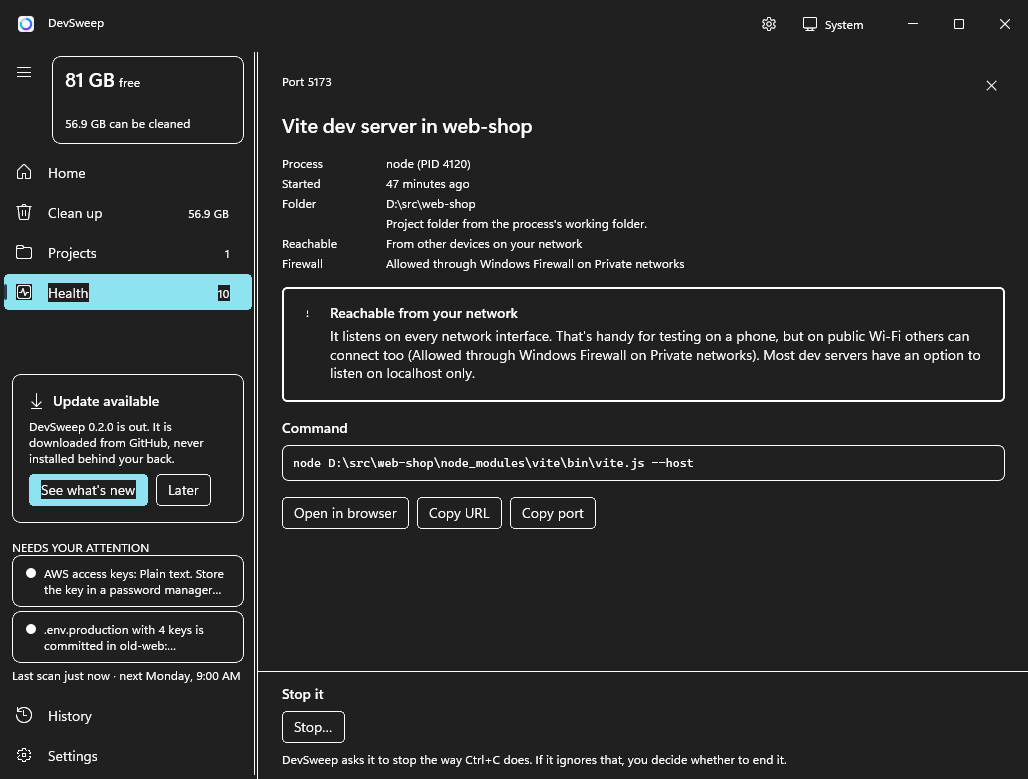 DevSweep
System
81 GB free
56.9 GB can be cleaned
Home
Clean up 56.9 GB
Projects 1
Health 10
Update available
DevSweep 0.2.0 is out. It is
downloaded from GitHub, never
installed behind your back.
See what's new
Later
NEEDS YOUR ATTENTION
AWS access keys: Plain text. Store
the key in a password manager...
.env.production with 4 keys is
committed in old-web:...
Last scan just now · next Monday, 9:00 AM
History
Settings
Port 5173
Vite dev server in web-shop
Process node (PID 4120)
Started 47 minutes ago
Folder D:\src\web-shop
Project folder from the process's working folder.
Reachable From other devices on your network
Firewall Allowed through Windows Firewall on Private networks
Reachable from your network
It listens on every network interface. That's handy for testing on a phone, but on public Wi-Fi others can
connect too (Allowed through Windows Firewall on Private networks). Most dev servers have an option to
listen on localhost only.
Command
node D:\src\web-shop\node_modules\vite\bin\vite.js --host
Open in browser
Copy URL
Copy port
Stop it
Stop...
DevSweep asks it to stop the way Ctrl+C does. If it ignores that, you decide whether to end it.